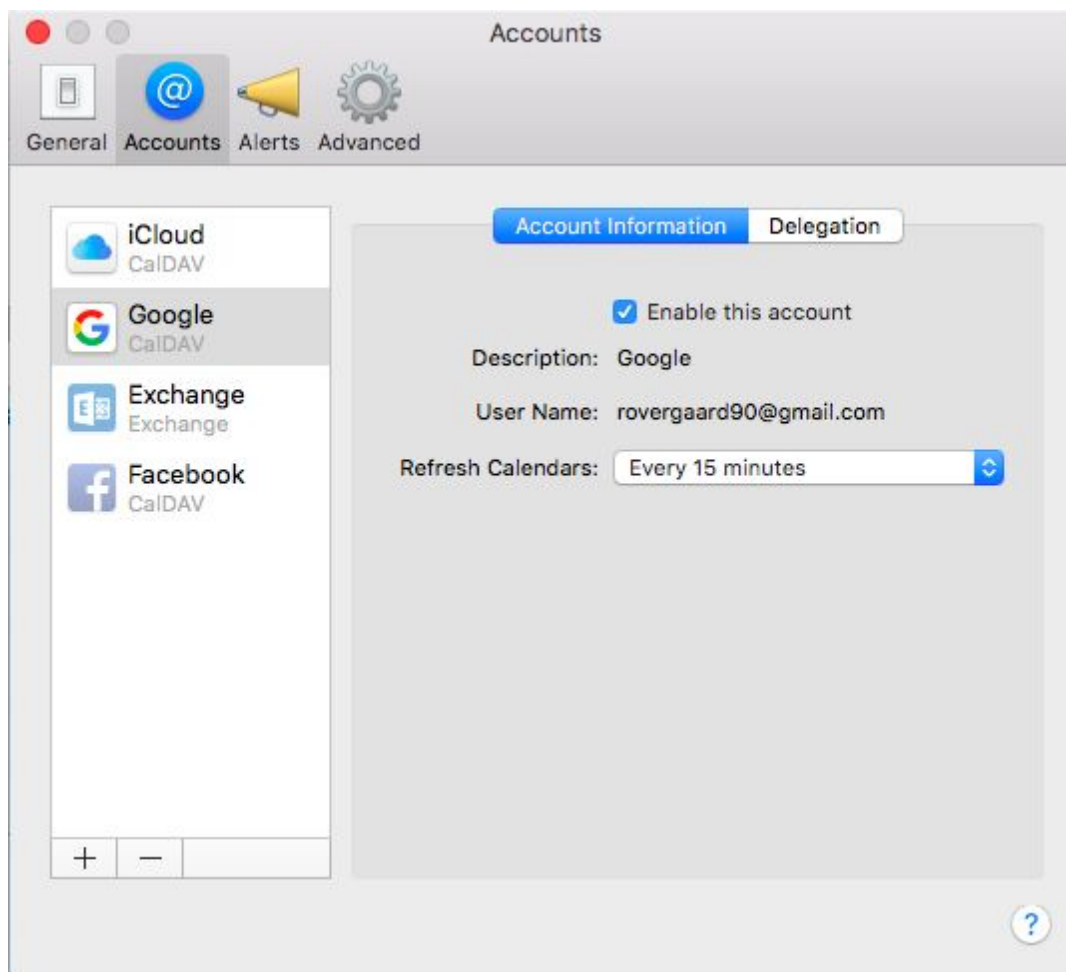 Accounts
General Accounts Alerts Advanced
iCloud
CalDAV
Google
CalDAV
Exchange
Exchange
Facebook
CalDAV
+ −
Account Information Delegation
Enable this account
Description: Google
User Name: rovergaard90@gmail.com
Refresh Calendars: Every 15 minutes
?